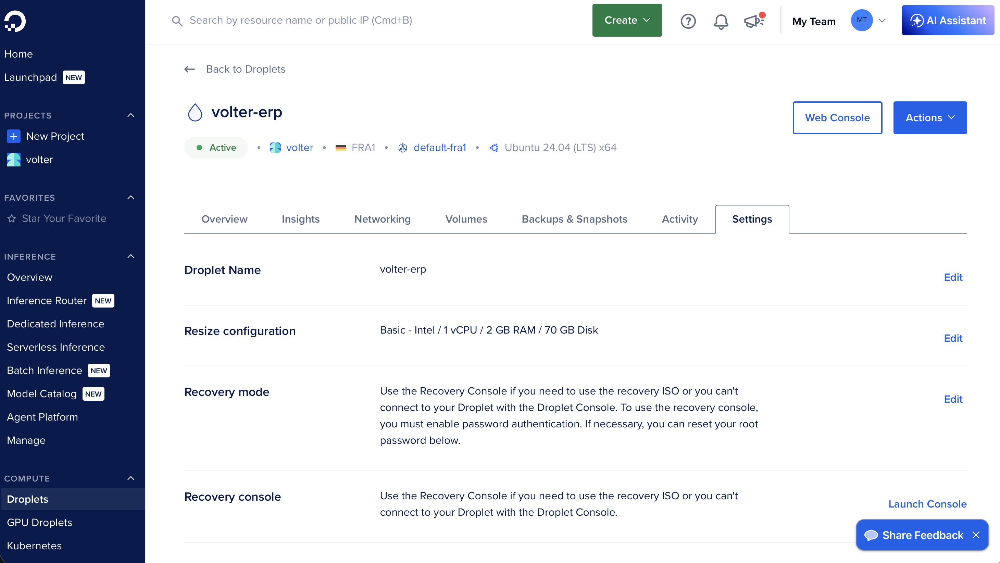 Search by resource name or public IP (Cmd+B)
Create
My Team
MT
AI Assistant
Home
Launchpad NEW
PROJECTS
New Project
volter
FAVORITES
Star Your Favorite
INFERENCE
Overview
Inference Router NEW
Dedicated Inference
Serverless Inference
Batch Inference NEW
Model Catalog NEW
Agent Platform
Manage
COMPUTE
Droplets
GPU Droplets
Kubernetes
Back to Droplets
volter-erp
Web Console
Actions
Active • volter • FRA1 • default-fra1 • Ubuntu 24.04 (LTS) x64
Overview Insights Networking Volumes Backups & Snapshots Activity Settings
Droplet Name
volter-erp
Edit
Resize configuration
Basic - Intel / 1 vCPU / 2 GB RAM / 70 GB Disk
Edit
Recovery mode
Use the Recovery Console if you need to use the recovery ISO or you can't
connect to your Droplet with the Droplet Console. To use the recovery console,
you must enable password authentication. If necessary, you can reset your root
password below.
Edit
Recovery console
Use the Recovery Console if you need to use the recovery ISO or you can't
connect to your Droplet with the Droplet Console.
Launch Console
Share Feedback